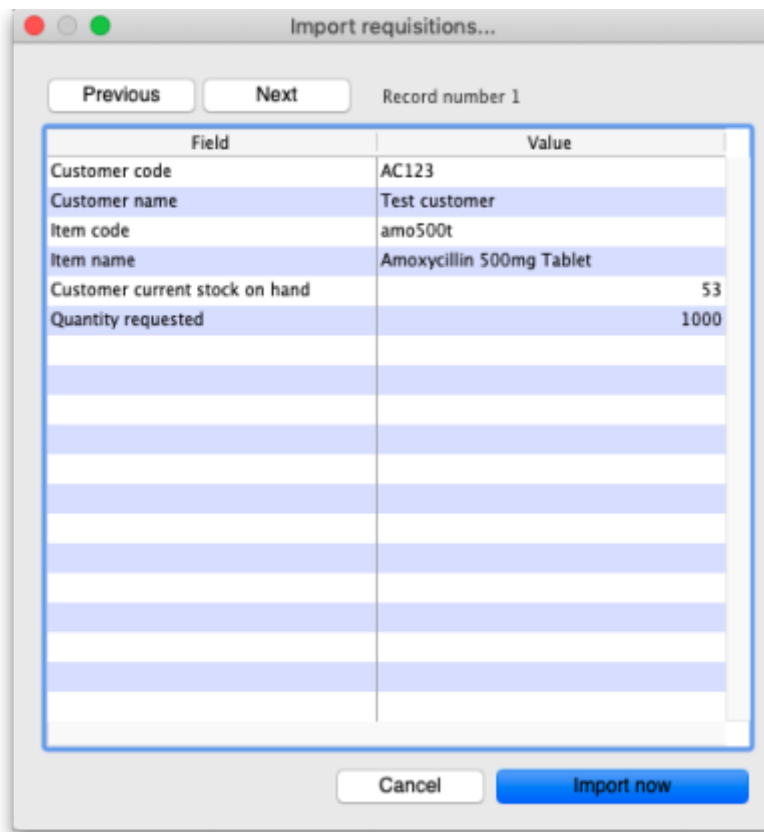 Import requisitions...
Previous Next Record number 1
Field Value
Customer code AC123
Customer name Test customer
Item code amo500t
Item name Amoxycillin 500mg Tablet
Customer current stock on hand 53
Quantity requested 1000
Cancel Import now